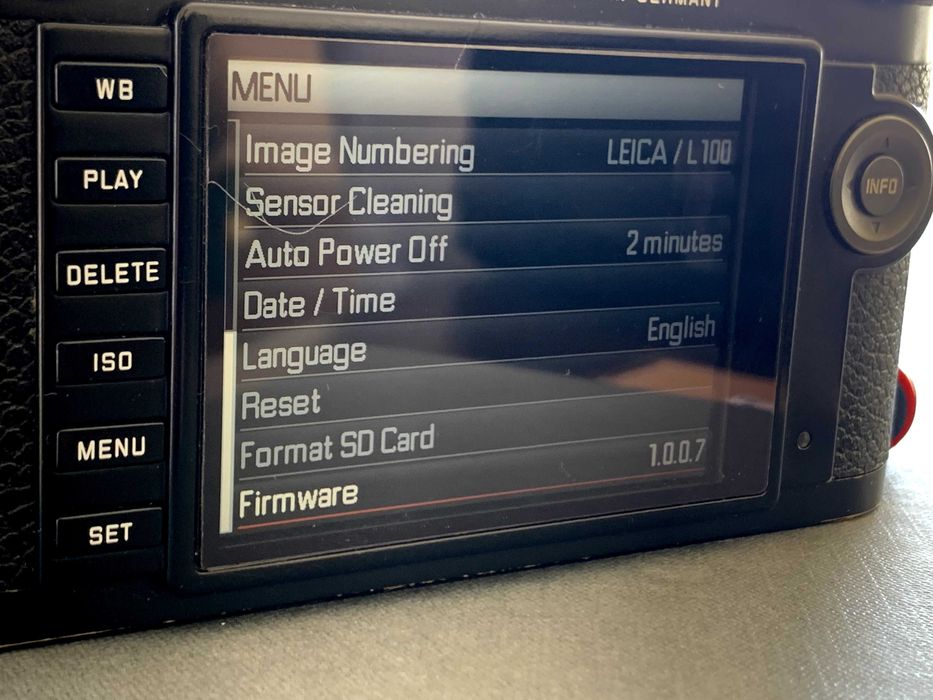 GERMANY
WB
PLAY
DELETE
ISO
MENU
SET
MENU
Image Numbering LEICA / L100
Sensor Cleaning
Auto Power Off 2 minutes
Date / Time
Language English
Reset
Format SD Card
Firmware 1.0.0.7
INFO